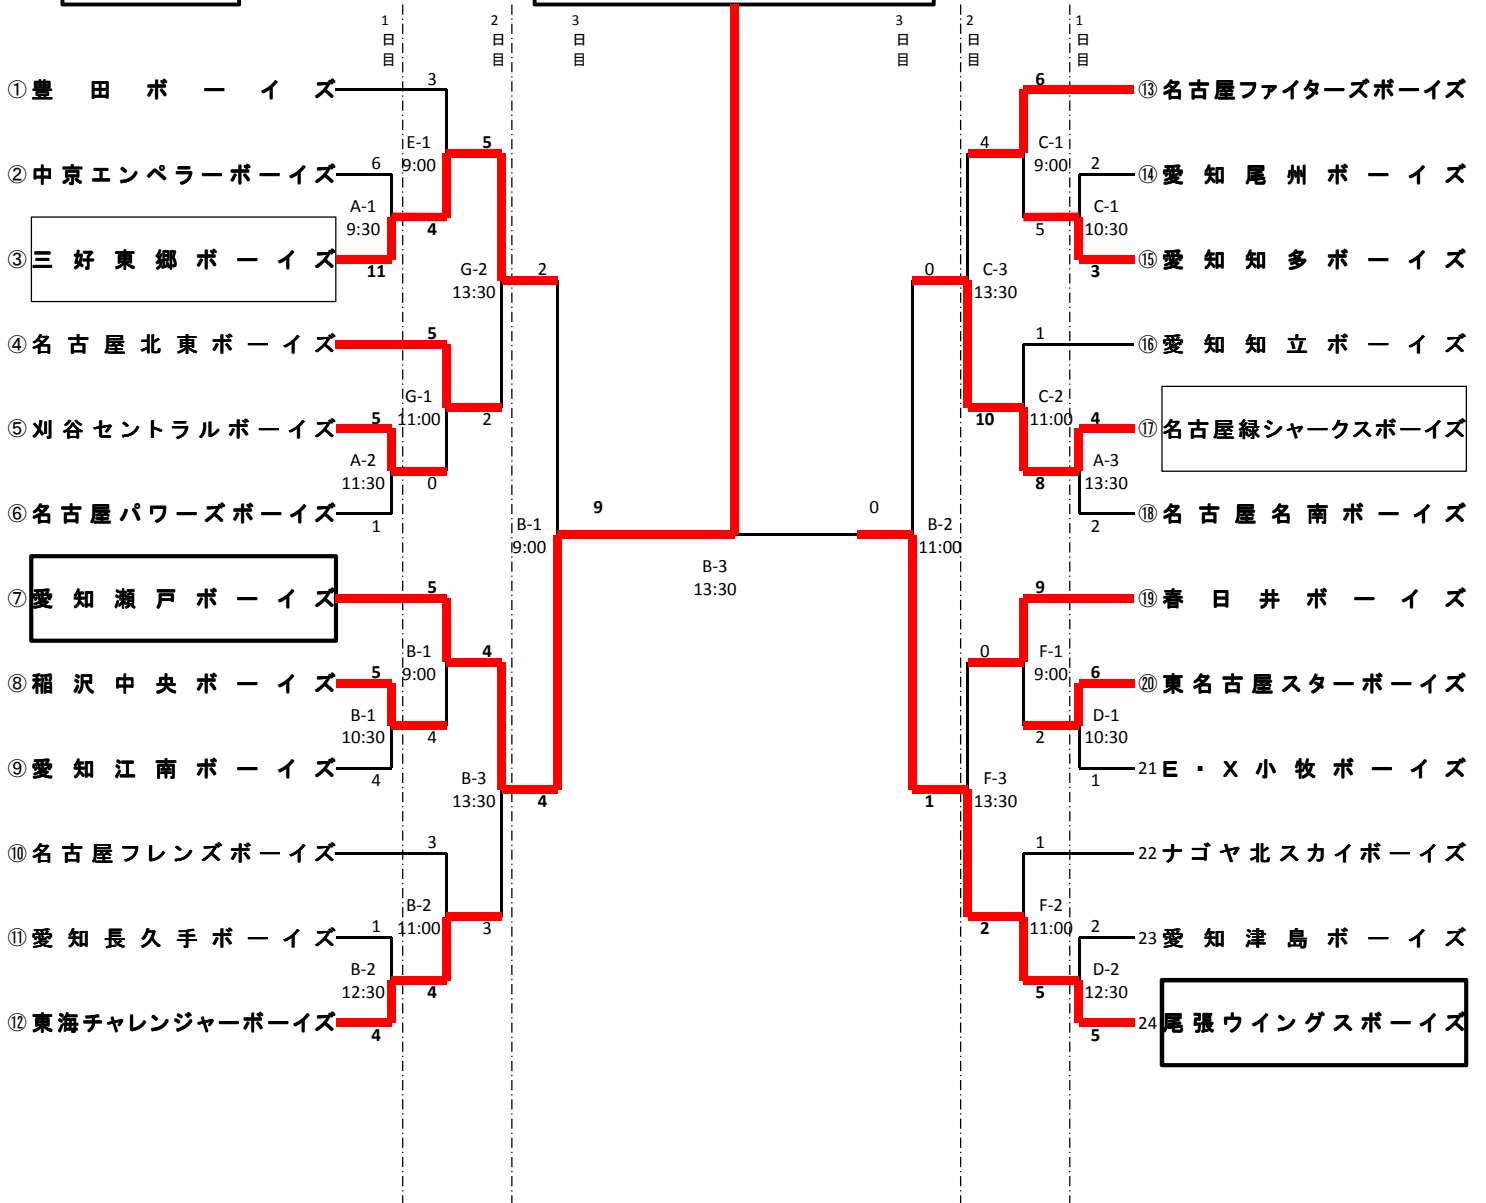 1日目
2日目
3日目
3日目
2日目
1日目
①豊田ボーイズ
3
E-1
9:00
5
②中京エンペラーボーイズ
6
A-1
9:30
4
③三好東郷ボーイズ
11
G-2
13:30
2
④名古屋北東ボーイズ
5
G-1
11:00
2
⑤刈谷セントラルボーイズ
5
A-2
11:30
0
⑥名古屋パワーズボーイズ
1
B-1
9:00
9
⑦愛知瀬戸ボーイズ
5
B-1
9:00
4
⑧稲沢中央ボーイズ
5
B-1
10:30
4
⑨愛知江南ボーイズ
4
B-3
13:30
4
⑩名古屋フレンズボーイズ
3
B-2
11:00
3
⑪愛知長久手ボーイズ
1
B-2
12:30
4
⑫東海チャレンジャーボーイズ
4
B-3
13:30
0
B-2
11:00
6
⑬名古屋ファイターズボーイズ
4
C-1
9:00
2
⑭愛知尾州ボーイズ
C-1
10:30
5
3
⑮愛知知多ボーイズ
0
C-3
13:30
1
⑯愛知知立ボーイズ
C-2
11:00
10
4
⑰名古屋緑シャークスボーイズ
A-3
13:30
8
2
⑱名古屋名南ボーイズ
9
⑲春日井ボーイズ
0
F-1
9:00
6
⑳東名古屋スターボーイズ
D-1
10:30
2
1
21E・X小牧ボーイズ
1
F-3
13:30
1
22ナゴヤ北スカイボーイズ
F-2
11:00
2
2
23愛知津島ボーイズ
D-2
12:30
5
5
24尾張ウイングスボーイズ